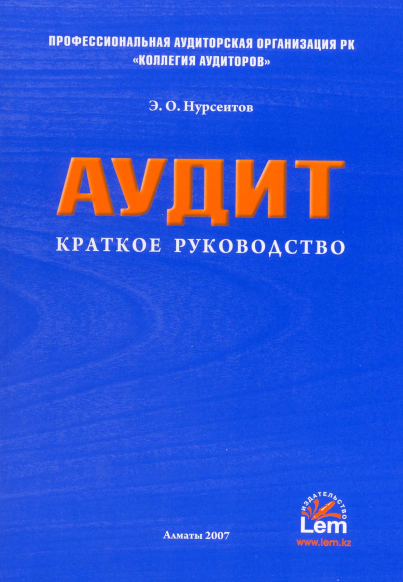 ПРОФЕССИОНАЛЬНАЯ АУДИТОРСКАЯ ОРГАНИЗАЦИЯ РК
«КОЛЛЕГИЯ АУДИТОРОВ»
Э. О. Нурсеитов
АУДИТ
КРАТКОЕ РУКОВОДСТВО
ИЗДАТЕЛЬСТВО
Lem
www.lem.kz
Алматы 2007